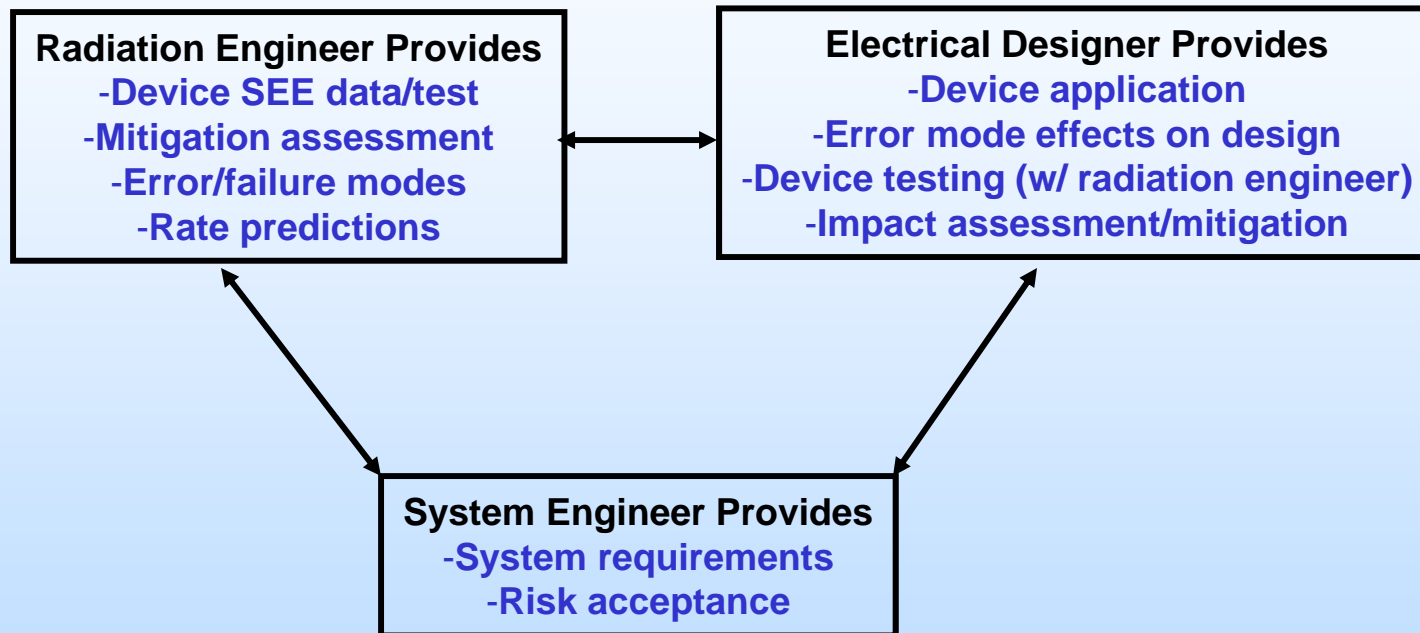 Radiation Engineer Provides
-Device SEE data/test
-Mitigation assessment
-Error/failure modes
-Rate predictions
Electrical Designer Provides
-Device application
-Error mode effects on design
-Device testing (w/ radiation engineer)
-Impact assessment/mitigation
System Engineer Provides
-System requirements
-Risk acceptance